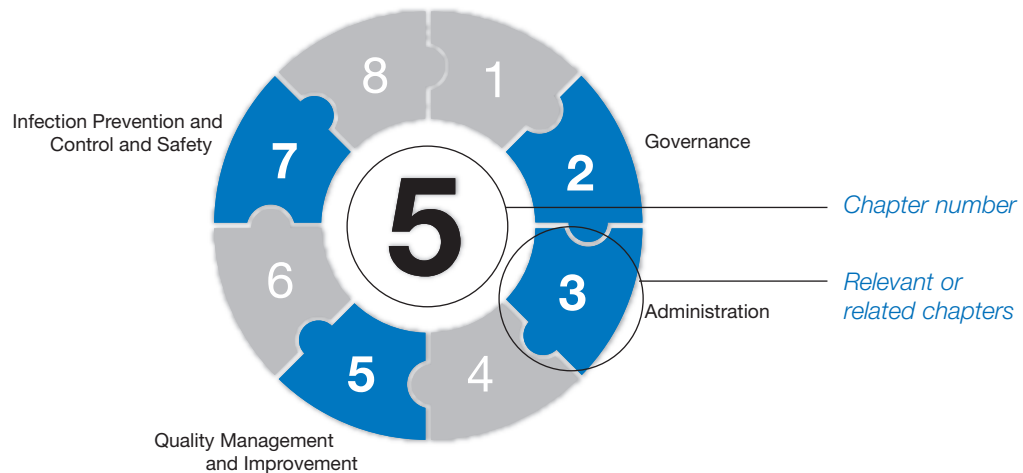 8
1
Infection Prevention and
Control and Safety
7
Governance
2
5
Chapter number
6
3
Relevant or
related chapters
Administration
5
4
Quality Management
and Improvement